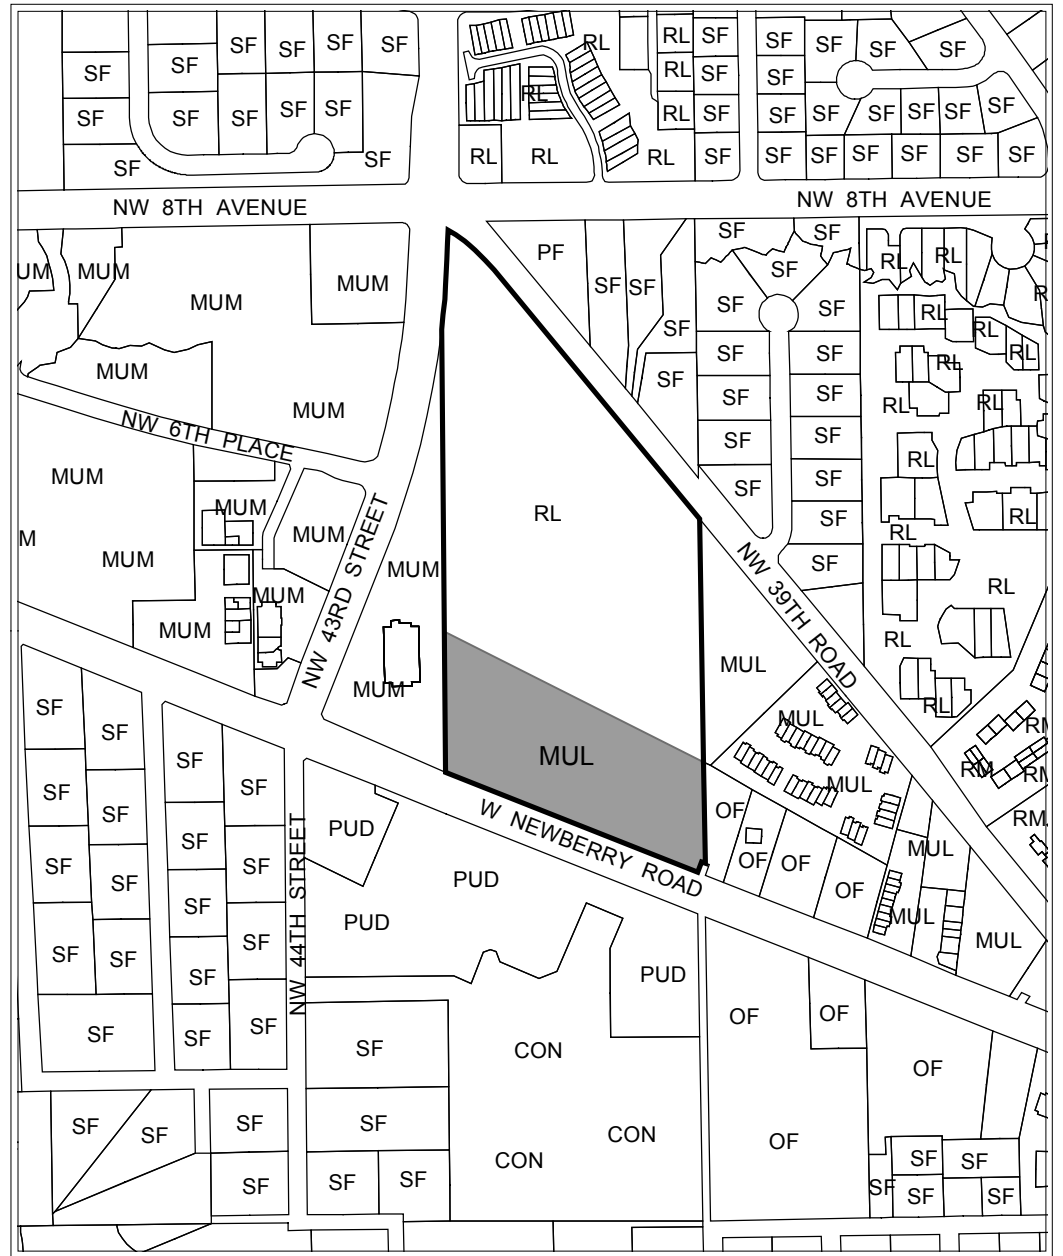 SF SF SF SF RL RL SF SF SF SF SF
SF SF RL SF SF
SF SF SF SF SF RL RL SF SF SF SF SF SF
SF SF RL RL RL SF SF SF SF SF SF SF
NW 8TH AVENUE
NW 8TH AVENUE
MUM MUM MUM PF SF SF SF RL RL
MUM SF SF SF SF SF RL
MUM SF SF SF RL RL RL
MUM SF SF SF RL RL
NW 6TH PLACE
MUM SF SF RL
SF SF
MUM RL SF RL
MUM
NW 43RD STREET
NW 39TH ROAD
MUM MUM SF RL
MUM RL
MUM MUL RL
SF MUM MUL RL
SF SF MUL RM
SF SF MUL OF
SF PUD
W NEWBERRY ROAD
SF SF OF OF MUL
SF SF PUD OF
NW 44TH STREET
SF SF PUD MUL
SF SF SF PUD MUL
SF SF SF OF OF
SF CON OF
SF SF SF SF CON OF
SF SF SF CON SF SF
SF SF SF SF